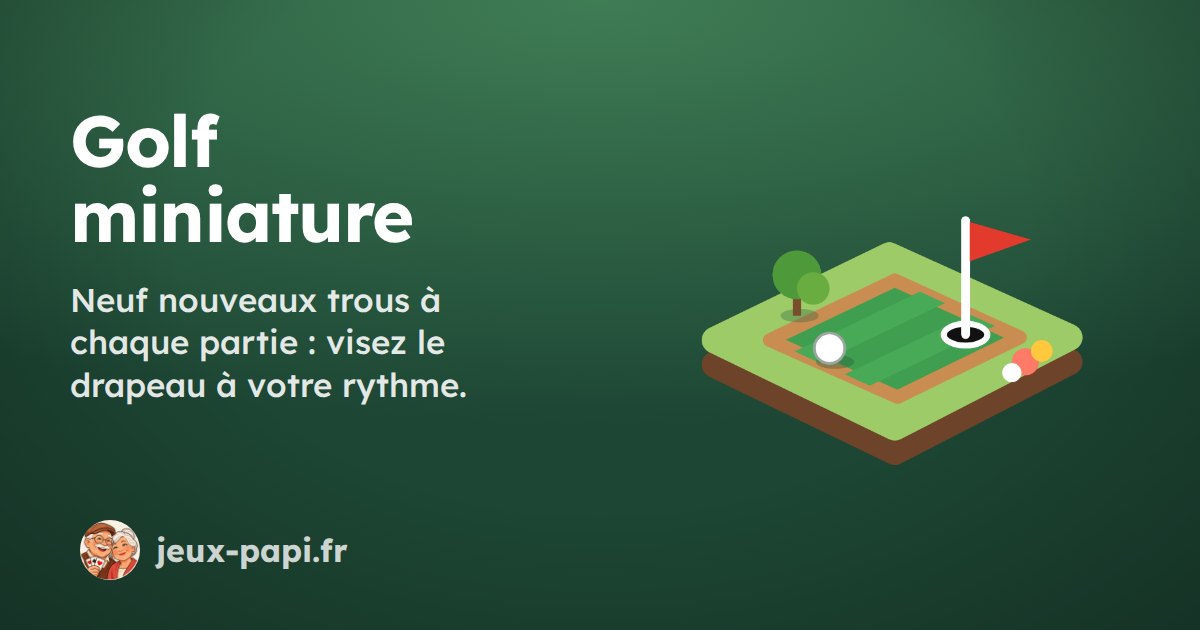 Golf
miniature
Neuf nouveaux trous à
chaque partie : visez le
drapeau à votre rythme.
jeux-papi.fr